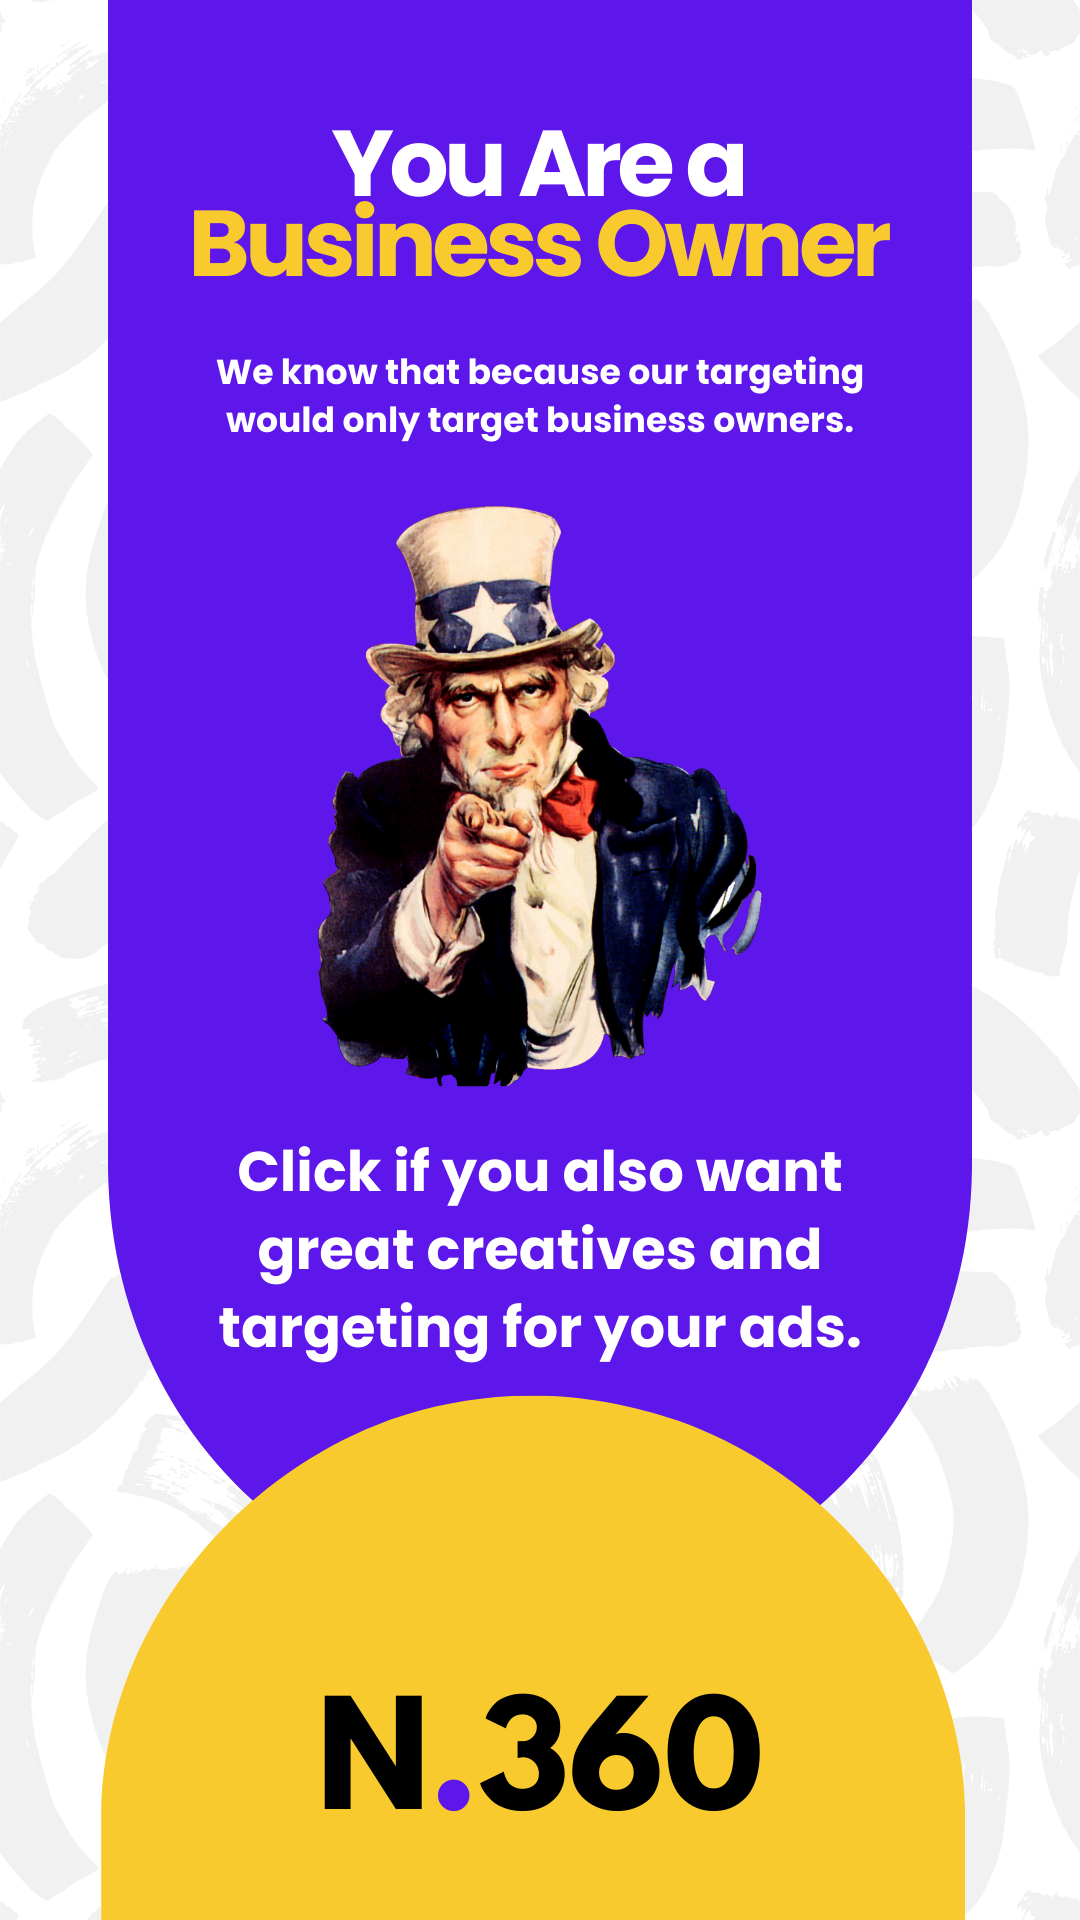 You Are a
Business Owner
We know that because our targeting
would only target business owners.
Click if you also want
great creatives and
targeting for your ads.
N.360